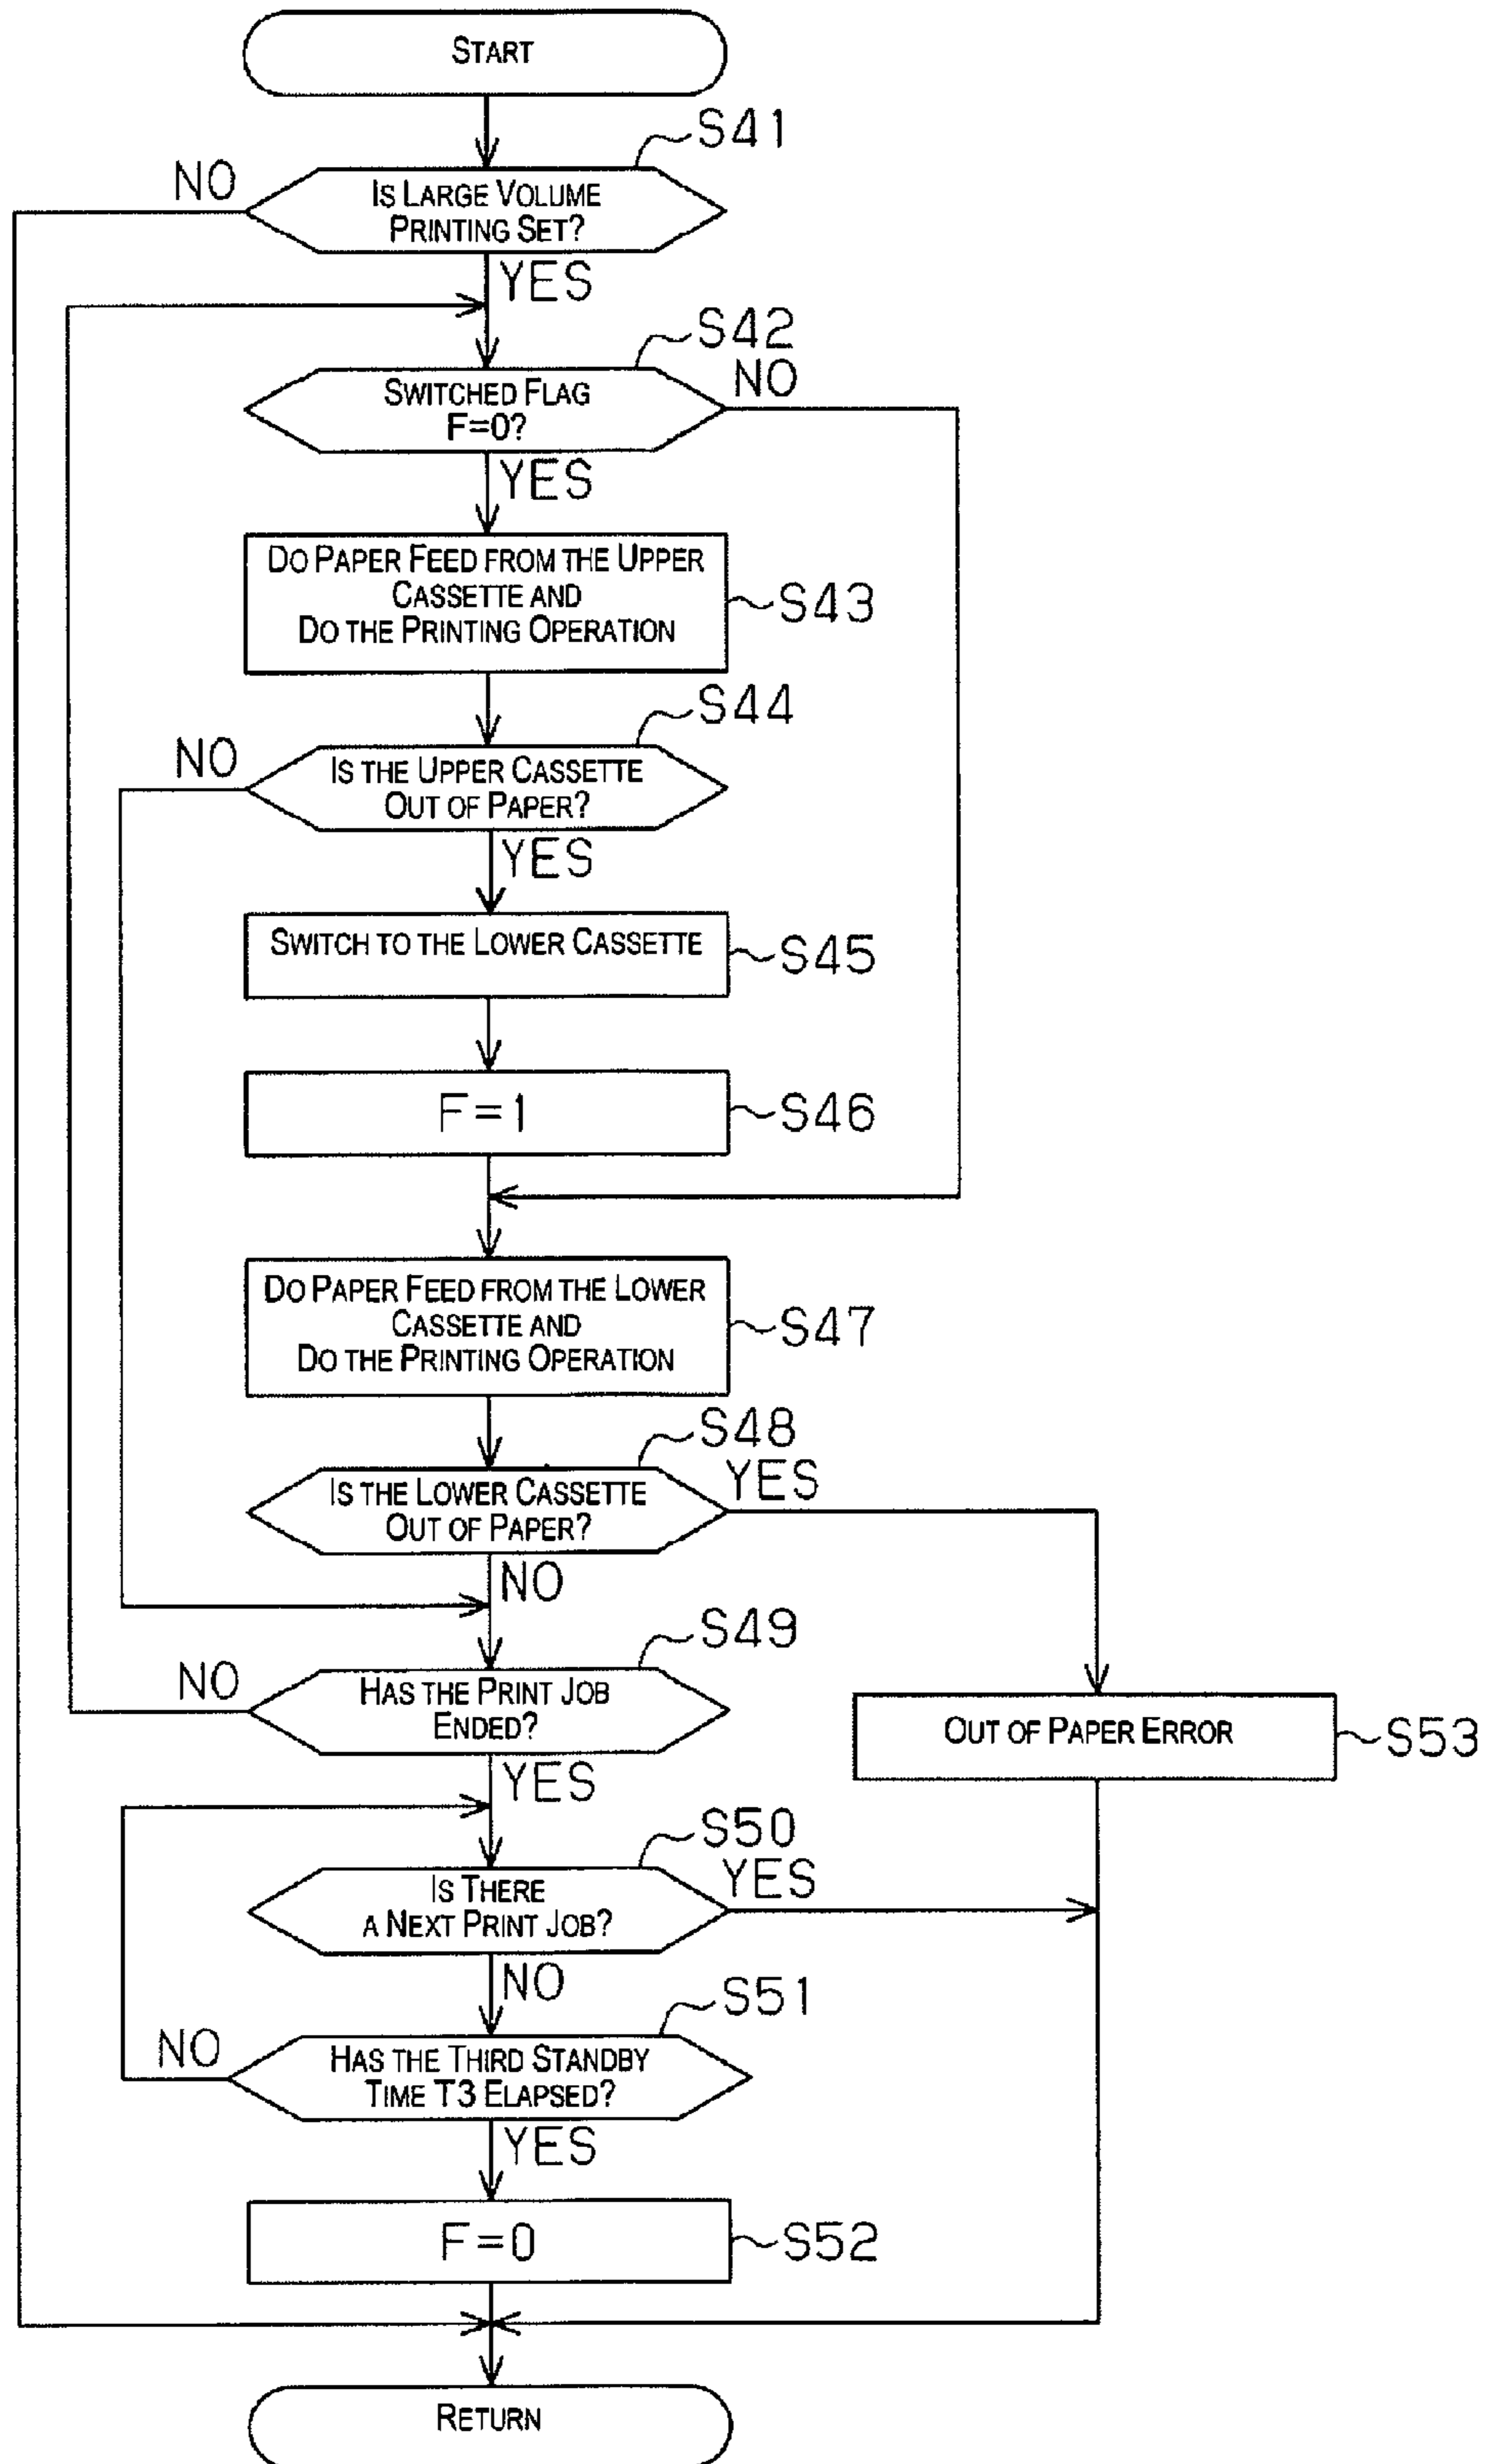 START
S41
NO
IS LARGE VOLUME
PRINTING SET?
YES
S42
NO
SWITCHED FLAG
F=0?
YES
DO PAPER FEED FROM THE UPPER
CASSETTE AND
DO THE PRINTING OPERATION
S43
S44
NO
IS THE UPPER CASSETTE
OUT OF PAPER?
YES
SWITCH TO THE LOWER CASSETTE
S45
F=1
S46
DO PAPER FEED FROM THE LOWER
CASSETTE AND
DO THE PRINTING OPERATION
S47
S48
YES
IS THE LOWER CASSETTE
OUT OF PAPER?
NO
S49
NO
HAS THE PRINT JOB
ENDED?
YES
OUT OF PAPER ERROR
S53
S50
YES
IS THERE
A NEXT PRINT JOB?
NO
S51
NO
HAS THE THIRD STANDBY
TIME T3 ELAPSED?
YES
F=0
S52
RETURN